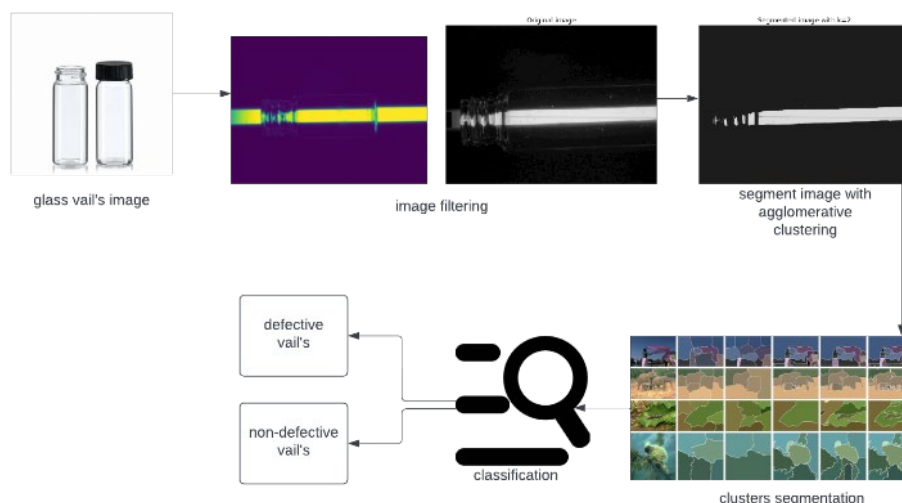 Original image
Segmented image with k=2
glass vail's image
image filtering
segment image with
agglomerative
clustering
defective
vail's
non-defective
vail's
classification
clusters segmentation